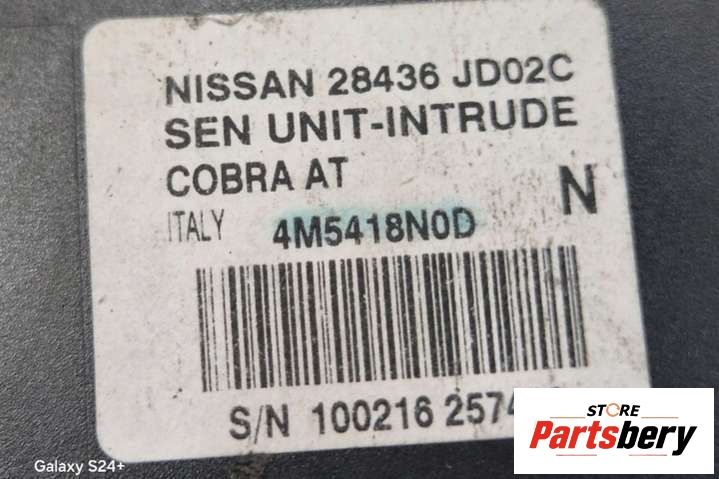 NISSAN 28436 JD02C
SEN UNIT-INTRUDE
COBRA AT
N
ITALY 4M5418N0D
S/N 100216
Galaxy S24+
STORE
Partsbery